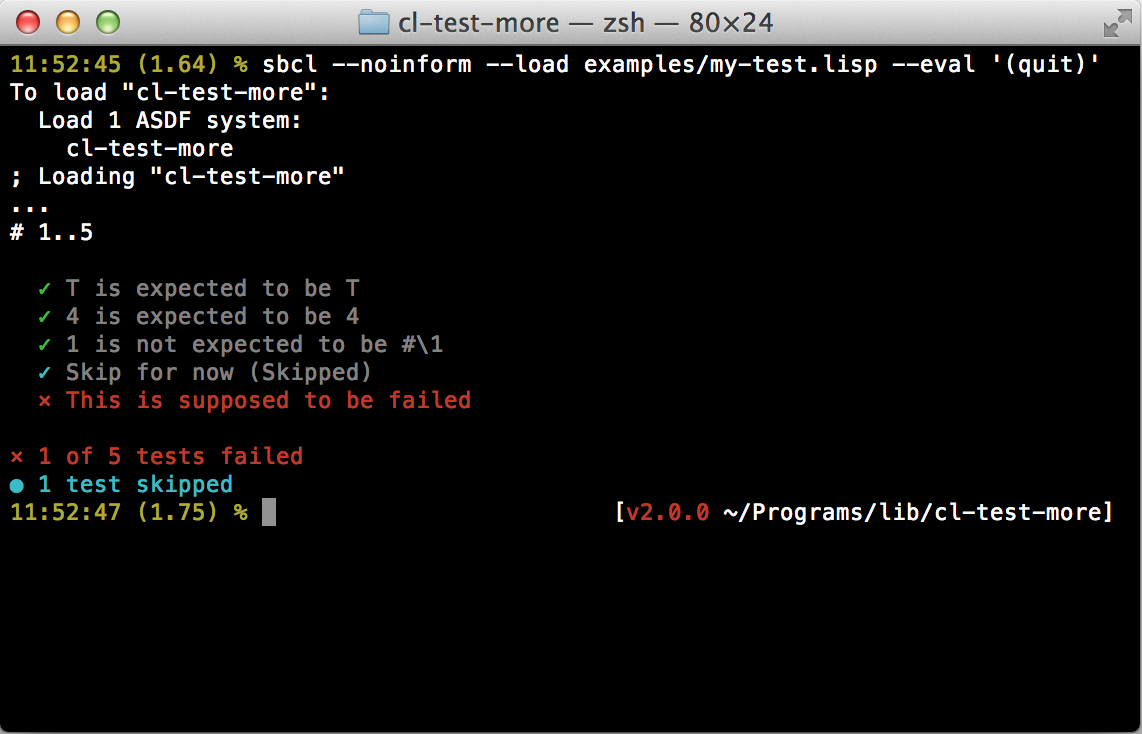 cl-test-more — zsh — 80×24
11:52:45 (1.64) % sbcl --noinform --load examples/my-test.lisp --eval '(quit)'
To load "cl-test-more":
  Load 1 ASDF system:
    cl-test-more
; Loading "cl-test-more"
...
# 1..5
  ✓ T is expected to be T
  ✓ 4 is expected to be 4
  ✓ 1 is not expected to be #\1
  ✓ Skip for now (Skipped)
  × This is supposed to be failed
× 1 of 5 tests failed
● 1 test skipped
11:52:47 (1.75) % [v2.0.0 ~/Programs/lib/cl-test-more]